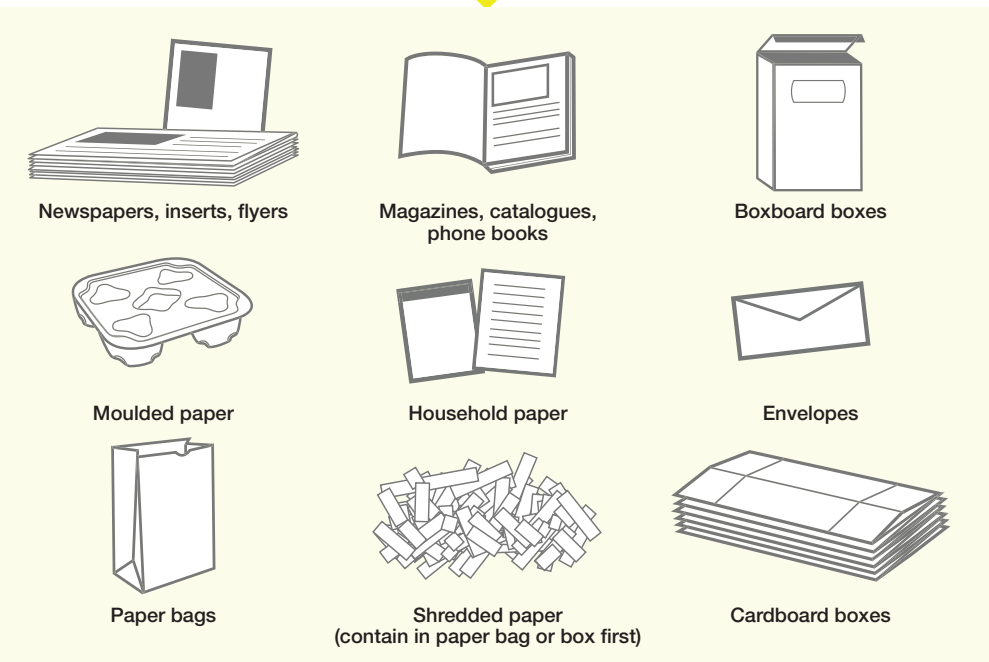 Newspapers, inserts, flyers
Magazines, catalogues,
phone books
Boxboard boxes
Moulded paper
Household paper
Envelopes
Paper bags
Shredded paper
(contain in paper bag or box first)
Cardboard boxes